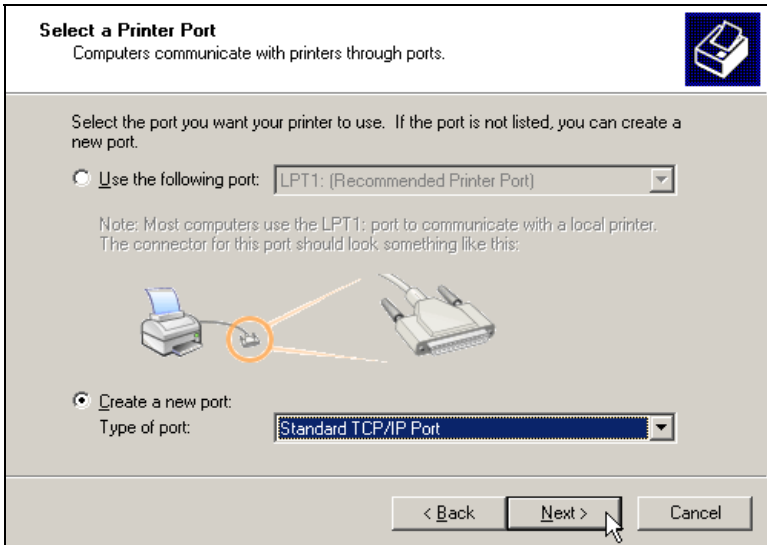 Select a Printer Port
Computers communicate with printers through ports.
Select the port you want your printer to use. If the port is not listed, you can create a
new port.
Use the following port: LPT1: (Recommended Printer Port)
Note: Most computers use the LPT1: port to communicate with a local printer.
The connector for this port should look something like this:
Create a new port:
Type of port: Standard TCP/IP Port
< Back Next > Cancel